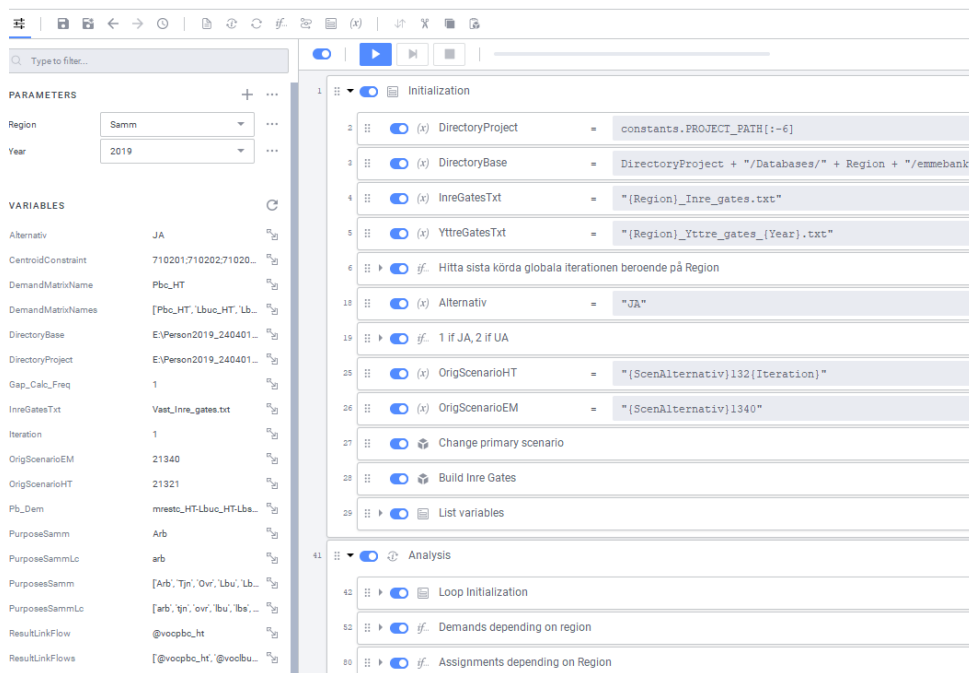 if..
(x)
Type to filter...
PARAMETERS
Region Samm
Year 2019
VARIABLES
Alternativ JA
CentroidConstraint 710201;710202;71020...
DemandMatrixName Pbc_HT
DemandMatrixNames ['Pbc_HT', 'Lbuc_HT', 'Lb...
DirectoryBase E:\Person2019_240401...
DirectoryProject E:\Person2019_240401...
Gap_Calc_Freq 1
InreGatesTxt Vast_Inre_gates.txt
Iteration 1
OrigScenarioEM 21340
OrigScenarioHT 21321
Pb_Dem mrestc_HT-Lbuc_HT-Lbs...
PurposeSamm Arb
PurposeSammLc arb
PurposesSamm ['Arb', 'Tjn', 'Ovr', 'Lbu', 'Lb...
PurposesSammLc ['arb', 'tjn', 'ovr', 'lbu', 'lbs', ...
ResultLinkFlow @vocpbc_ht
ResultLinkFlows ['@vocpbc_ht', '@voclbu...
1 Initialization
2 (x) DirectoryProject = constants.PROJECT_PATH[:-6]
3 (x) DirectoryBase = DirectoryProject + "/Databases/" + Region + "/emmebank
4 (x) InreGatesTxt = "{Region}_Inre_gates.txt"
5 (x) YttreGatesTxt = "{Region}_Yttre_gates_{Year}.txt"
6 if.. Hitta sista körda globala iterationen beroende på Region
18 (x) Alternativ = "JA"
19 if.. 1 if JA, 2 if UA
25 (x) OrigScenarioHT = "{ScenAlternativ}132{Iteration}"
26 (x) OrigScenarioEM = "{ScenAlternativ}1340"
27 Change primary scenario
28 Build Inre Gates
29 List variables
41 Analysis
42 Loop Initialization
52 if.. Demands depending on region
80 if.. Assignments depending on Region